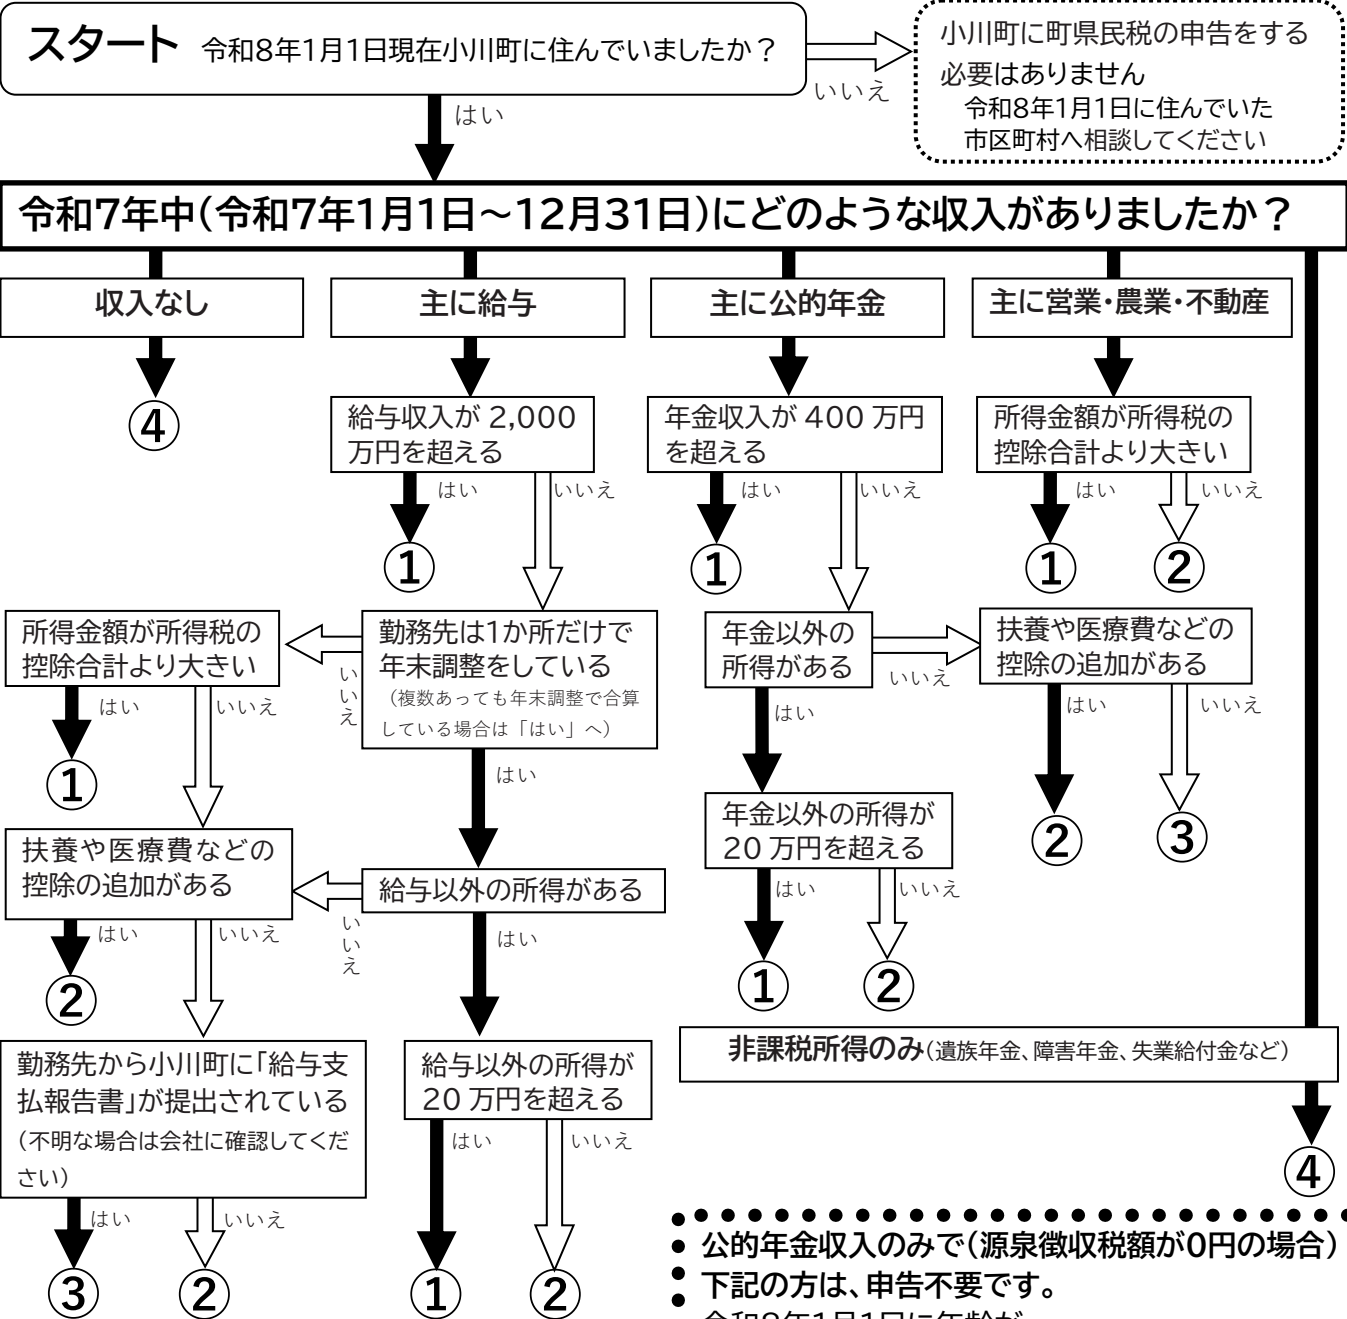 スタート 令和8年1月1日現在小川町に住んでいましたか？
いいえ
小川町に町県民税の申告をする
必要はありません
令和8年1月1日に住んでいた
市区町村へ相談してください
はい
令和7年中(令和7年1月1日～12月31日)にどのような収入がありましたか？
収入なし
主に給与
主に公的年金
主に営業・農業・不動産
④
給与収入が 2,000
万円を超える
年金収入が 400 万円
を超える
所得金額が所得税の
控除合計より大きい
はい
いいえ
はい
いいえ
はい
いいえ
①
①
①
②
所得金額が所得税の
控除合計より大きい
いいえ
勤務先は1か所だけで
年末調整をしている
（複数あっても年末調整で合算
している場合は「はい」へ）
年金以外の
所得がある
いいえ
扶養や医療費などの
控除の追加がある
はい
いいえ
はい
はい
はい
いいえ
①
年金以外の所得が
20 万円を超える
②
③
扶養や医療費などの
控除の追加がある
いいえ
給与以外の所得がある
はい
いいえ
はい
いいえ
はい
②
①
②
勤務先から小川町に「給与支
払報告書」が提出されている
（不明な場合は会社に確認してくだ
さい）
給与以外の所得が
20 万円を超える
非課税所得のみ（遺族年金、障害年金、失業給付金など）
はい
いいえ
はい
いいえ
④
③
②
①
②
公的年金収入のみで(源泉徴収税額が0円の場合)
下記の方は、申告不要です。
令和8年1月1日に年齢が